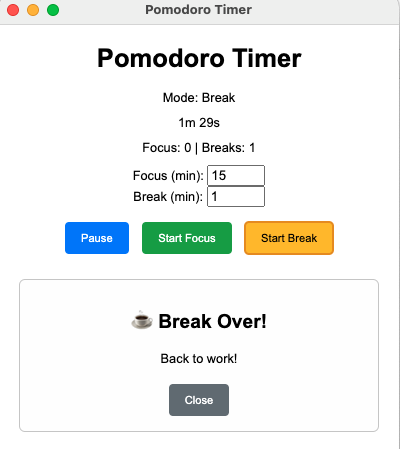 Pomodoro Timer
Pomodoro Timer
Mode: Break
1m 29s
Focus: 0 | Breaks: 1
Focus (min): 15
Break (min): 1
Pause Start Focus Start Break
☕ Break Over!
Back to work!
Close